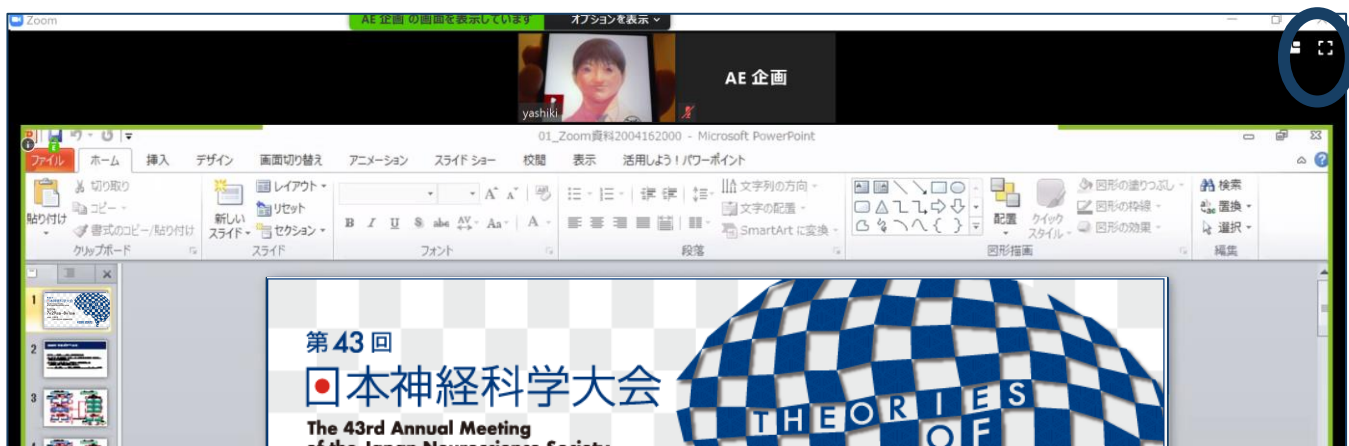 Zoom
AE 企画 の画面を表示しています
オプションを表示
yashiki
AE 企画
01_Zoom資料2004162000 - Microsoft PowerPoint
ファイル ホーム 挿入 デザイン 画面切り替え アニメーション スライド ショー 校閲 表示 活用しよう！パワーポイント
貼り付け
切り取り
コピー
書式のコピー/貼り付け
クリップボード
新しい
スライド
レイアウト
リセット
セクション
スライド
B I U S abc AV Aa A
フォント
文字列の方向
文字の配置
SmartArt に変換
段落
配置
クイック
スタイル
図形の塗りつぶし
図形の枠線
図形の効果
図形描画
検索
置換
選択
編集
1
2
3
4
第43回
日本神経科学大会
The 43rd Annual Meeting
of the Japan Neuroscience Society
THEORIES
OF